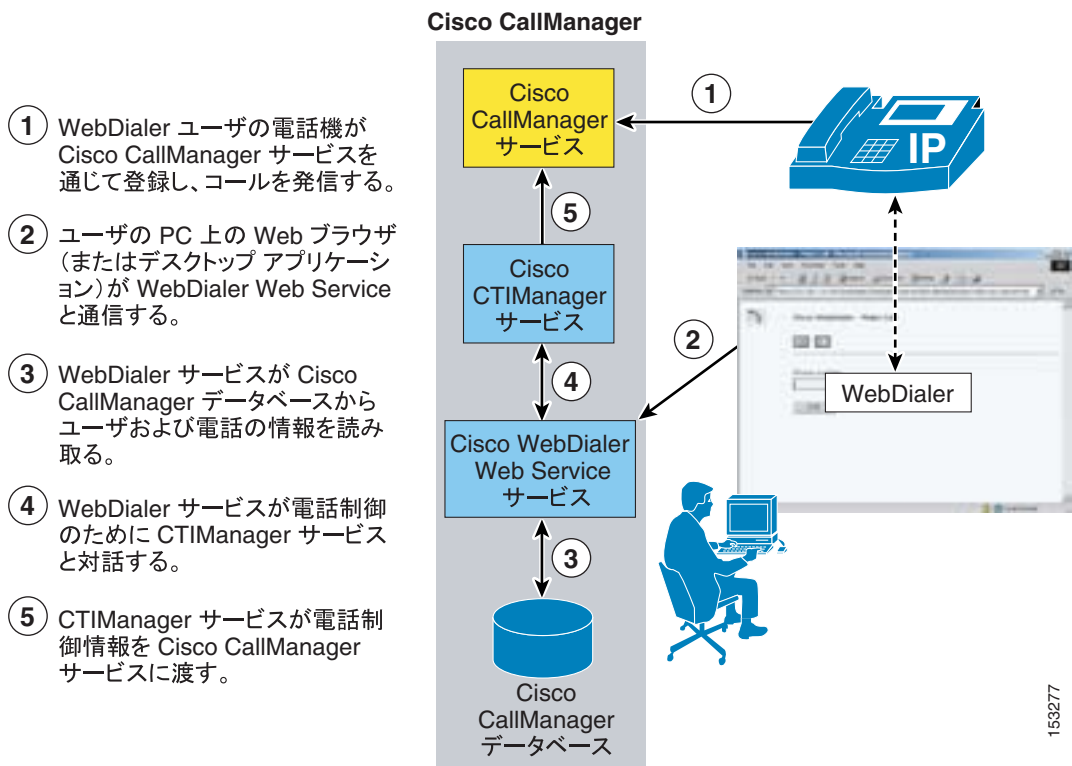 Cisco CallManager
① WebDialer ユーザの電話機が
Cisco CallManager サービスを
通じて登録し、コールを発信する。
② ユーザの PC 上の Web ブラウザ
（またはデスクトップ アプリケーシ
ョン）が WebDialer Web Service
と通信する。
③ WebDialer サービスが Cisco
CallManager データベースから
ユーザおよび電話の情報を読み
取る。
④ WebDialer サービスが電話制御
のために CTIManager サービス
と対話する。
⑤ CTIManager サービスが電話制
御情報を Cisco CallManager
サービスに渡す。
Cisco
CallManager
サービス
①
IP
⑤
Cisco
CTIManager
サービス
②
④
WebDialer
Cisco WebDialer
Web Service
サービス
③
Cisco
CallManager
データベース
153277